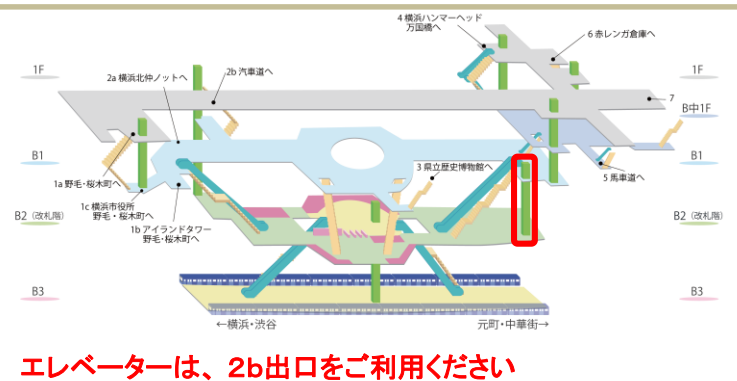 4 横浜ハンマーヘッド
万国橋へ
6 赤レンガ倉庫へ
1F
2a 横浜北仲ノットへ
2b 汽車道へ
1F
7
B中1F
B1
3 県立歴史博物館へ
B1
1a 野毛・桜木町へ
5 馬車道へ
1c 横浜市役所
野毛・桜木町へ
B2 (改札階)
1b アイランドタワー
野毛・桜木町へ
B2 (改札階)
B3
B3
←横浜・渋谷
元町・中華街→
エレベーターは、2b出口をご利用ください